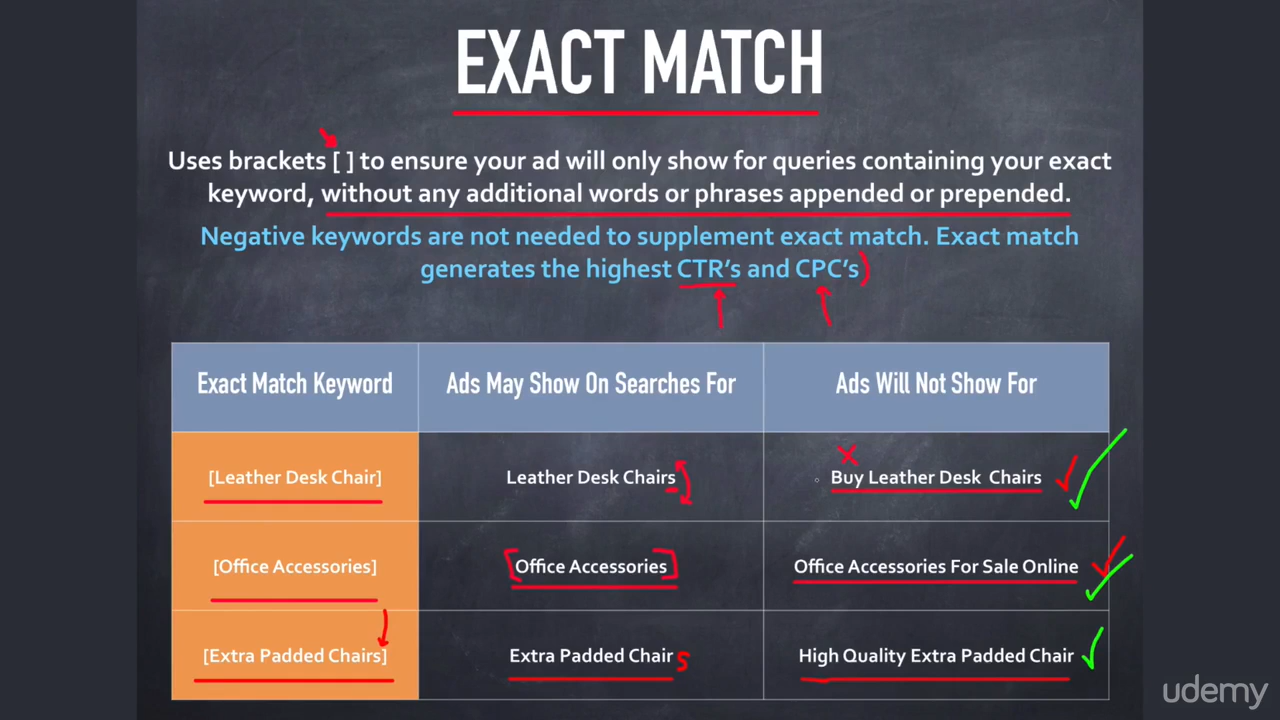 EXACT MATCH
Uses brackets [ ] to ensure your ad will only show for queries containing your exact
keyword, without any additional words or phrases appended or prepended.
Negative keywords are not needed to supplement exact match. Exact match
generates the highest CTR's and CPC's)
Exact Match Keyword
Ads May Show On Searches For
Ads Will Not Show For
[Leather Desk Chair]
Leather Desk Chairs
Buy Leather Desk Chairs
[Office Accessories]
[Office Accessories]
Office Accessories For Sale Online
[Extra Padded Chairs]
Extra Padded Chair s
High Quality Extra Padded Chair
udemy